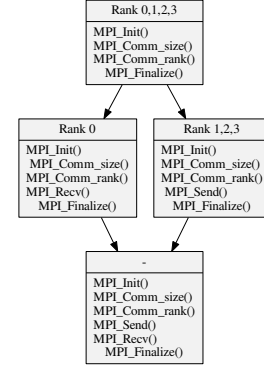 Rank 0,1,2,3
MPI_Init()
MPI_Comm_size()
MPI_Comm_rank()
MPI_Finalize()
Rank 0
MPI_Init()
MPI_Comm_size()
MPI_Comm_rank()
MPI_Recv()
MPI_Finalize()
Rank 1,2,3
MPI_Init()
MPI_Comm_size()
MPI_Comm_rank()
MPI_Send()
MPI_Finalize()
-
MPI_Init()
MPI_Comm_size()
MPI_Comm_rank()
MPI_Send()
MPI_Recv()
MPI_Finalize()